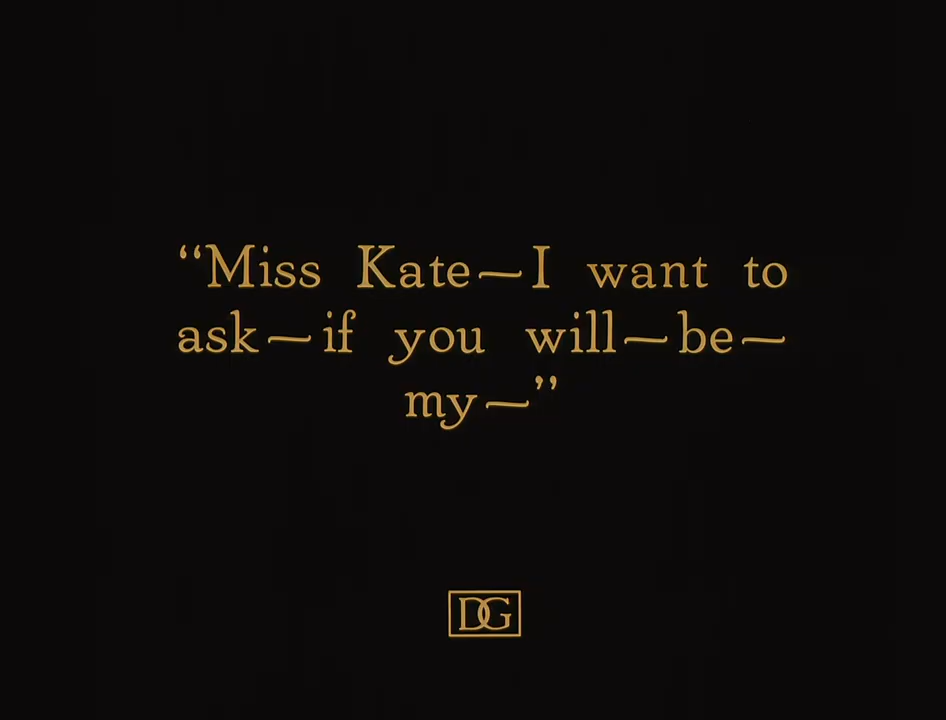 “Miss Kate—I want to
ask—if you will—be—
my—”
DG